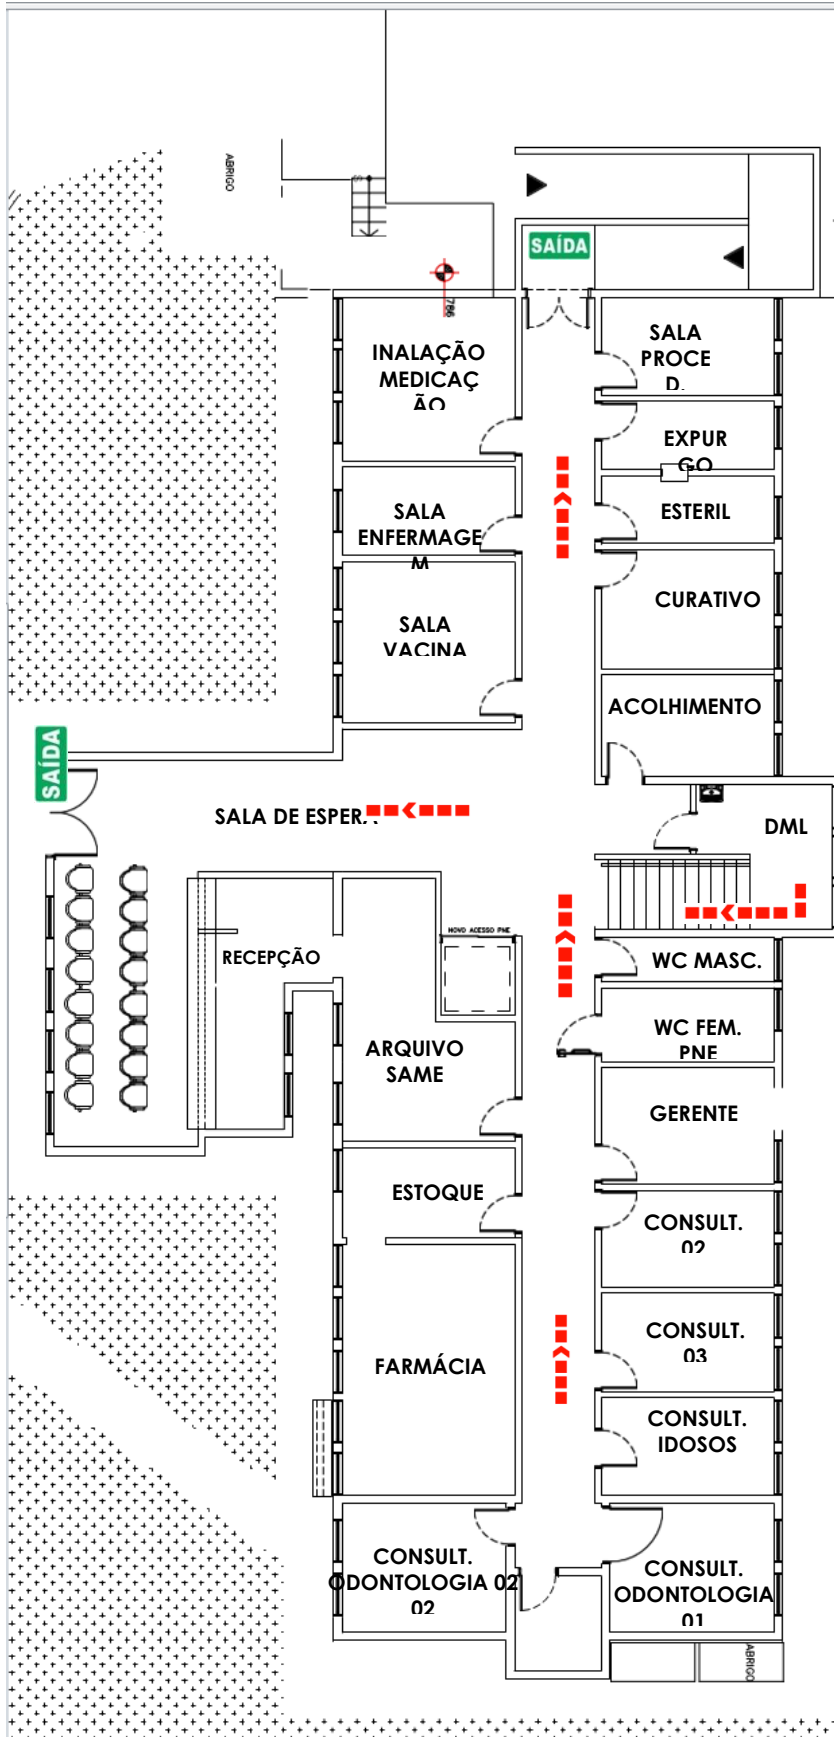 ABRIGO
S
SAÍDA
786
INALAÇÃO
MEDICAÇ
ÃO
SALA
PROCE
D.
EXPUR
GO
SALA
ENFERMAGE
M
ESTERIL
CURATIVO
SALA
VACINA
ACOLHIMENTO
SAÍDA
SALA DE ESPERA
DML
NOVO ACESSO PNE
RECEPÇÃO
WC MASC.
WC FEM.
PNE
ARQUIVO
SAME
GERENTE
ESTOQUE
CONSULT.
02
CONSULT.
03
FARMÁCIA
CONSULT.
IDOSOS
CONSULT.
ODONTOLOGIA 02
02
CONSULT.
ODONTOLOGIA
01
ABRIGO